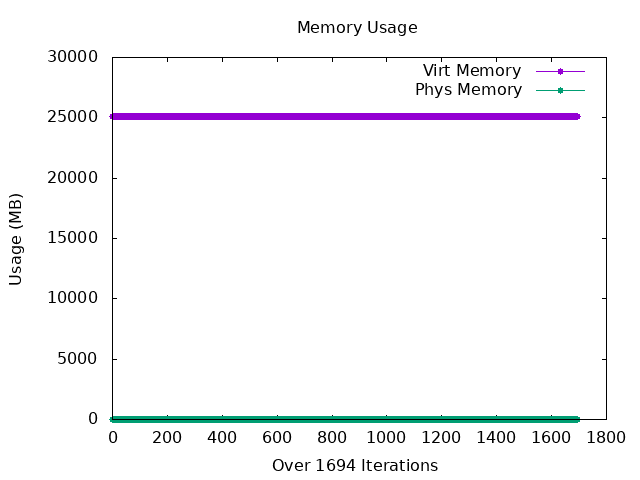 Memory Usage
Virt Memory
Phys Memory
30000
25000
20000
15000
10000
5000
0
Usage (MB)
0 200 400 600 800 1000 1200 1400 1600 1800
Over 1694 Iterations